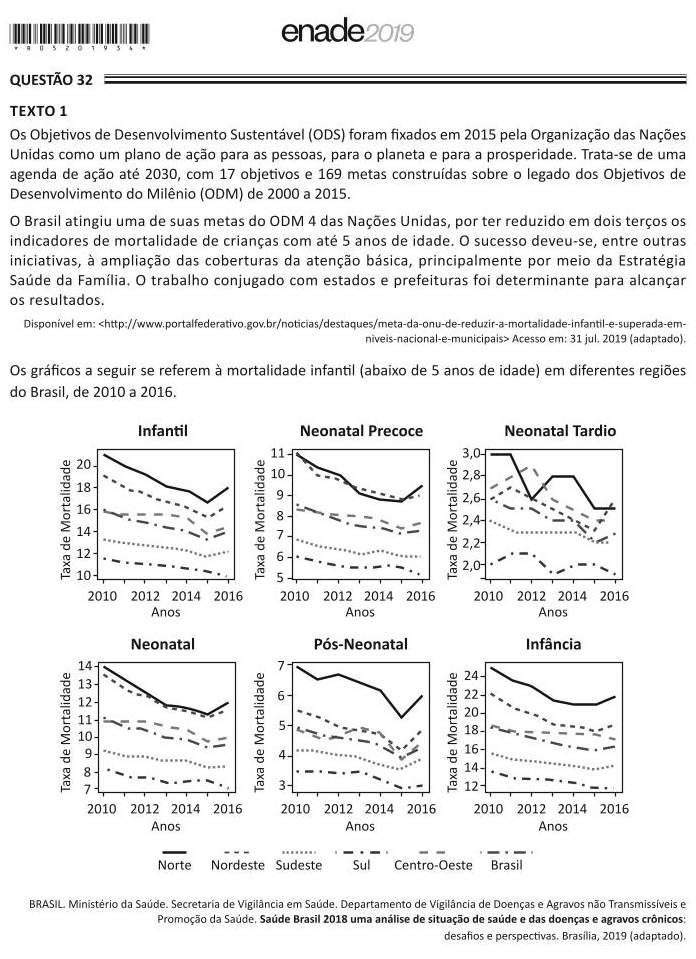 *R0520193 4*
enade2019
QUESTÃO 32
TEXTO 1
Os Objetivos de Desenvolvimento Sustentável (ODS) foram fixados em 2015 pela Organização das Nações
Unidas como um plano de ação para as pessoas, para o planeta e para a prosperidade. Trata-se de uma
agenda de ação até 2030, com 17 objetivos e 169 metas construídas sobre o legado dos Objetivos de
Desenvolvimento do Milênio (ODM) de 2000 a 2015.
O Brasil atingiu uma de suas metas do ODM 4 das Nações Unidas, por ter reduzido em dois terços os
indicadores de mortalidade de crianças com até 5 anos de idade. O sucesso deveu-se, entre outras
iniciativas, à ampliação das coberturas da atenção básica, principalmente por meio da Estratégia
Saúde da Família. O trabalho conjugado com estados e prefeituras foi determinante para alcançar
os resultados.
Disponível em: <http://www.portalfederativo.gov.br/noticias/destaques/meta-da-onu-de-reduzir-a-mortalidade-infantil-e-superada-em-
niveis-nacional-e-municipais> Acesso em: 31 jul. 2019 (adaptado).
Os gráficos a seguir se referem à mortalidade infantil (abaixo de 5 anos de idade) em diferentes regiões
do Brasil, de 2010 a 2016.
Infantil
Taxa de Mortalidade
20
18
16
14
12
10
2010 2012 2014 2016
Anos
Neonatal Precoce
Taxa de Mortalidade
11
10
9
8
7
6
5
2010 2012 2014 2016
Anos
Neonatal Tardio
Taxa de Mortalidade
3,0
2,8
2,6
2,4
2,2
2,0
2010 2012 2014 2016
Anos
Neonatal
Taxa de Mortalidade
14
13
12
11
10
9
8
7
2010 2012 2014 2016
Anos
Pós-Neonatal
Taxa de Mortalidade
7
6
5
4
3
2010 2012 2014 2016
Anos
Infância
Taxa de Mortalidade
24
22
20
18
16
14
12
2010 2012 2014 2016
Anos
Norte Nordeste Sudeste Sul Centro-Oeste Brasil
BRASIL. Ministério da Saúde. Secretaria de Vigilância em Saúde. Departamento de Vigilância de Doenças e Agravos não Transmissíveis e
Promoção da Saúde. Saúde Brasil 2018 uma análise de situação de saúde e das doenças e agravos crônicos:
desafios e perspectivas. Brasília, 2019 (adaptado).